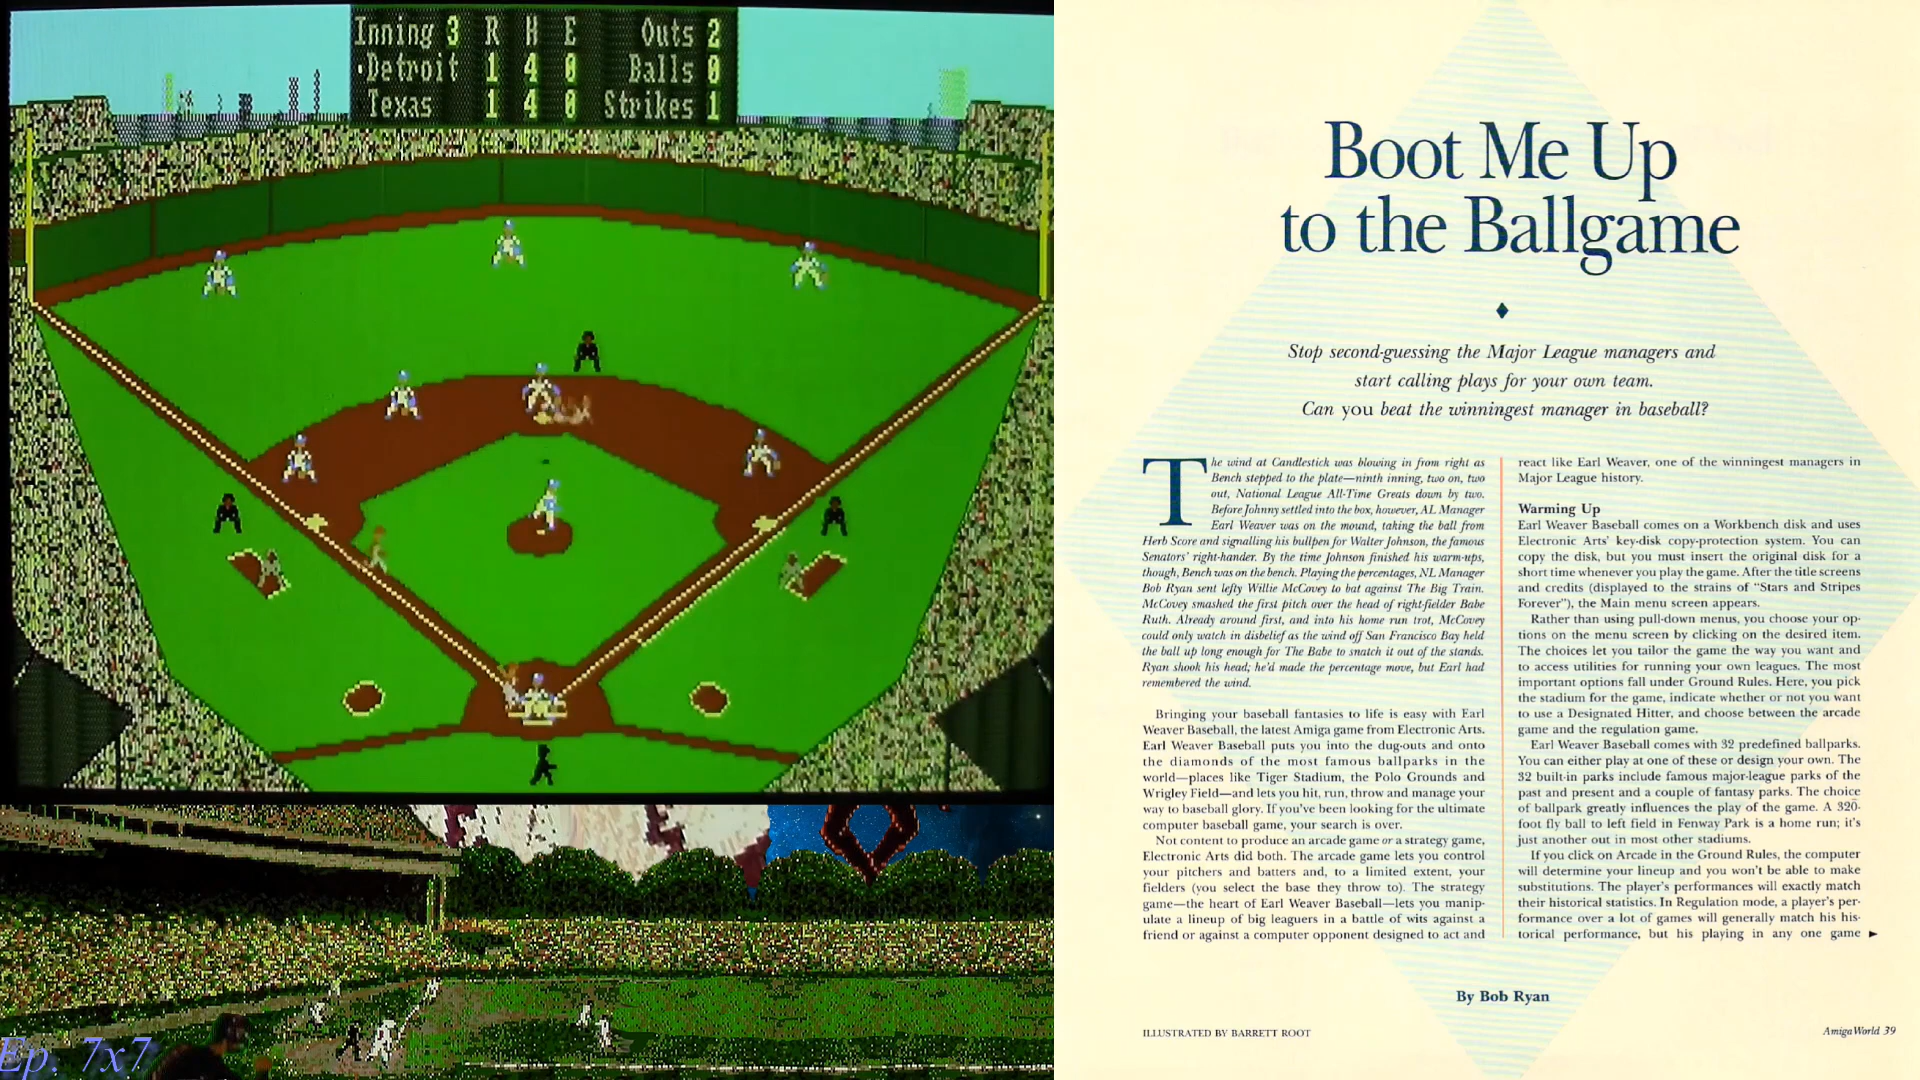 Inning 3 R H E Outs 2
·Detroit 1 4 0 Balls 0
Texas 1 4 0 Strikes 1
Ep. 7x7
Boot Me Up
to the Ballgame
Stop second-guessing the Major League managers and
start calling plays for your own team.
Can you beat the winningest manager in baseball?
The wind at Candlestick was blowing in from right as
Bench stepped to the plate—ninth inning, two on, two
out, National League All-Time Greats down by two.
Before Johnny settled into the box, however, AL Manager
Earl Weaver was on the mound, taking the ball from
Herb Score and signalling his bullpen for Walter Johnson, the famous
Senators' right-hander. By the time Johnson finished his warm-ups,
though, Bench was on the bench. Playing the percentages, NL Manager
Bob Ryan sent lefty Willie McCovey to bat against The Big Train.
McCovey smashed the first pitch over the head of right-fielder Babe
Ruth. Already around first, and into his home run trot, McCovey
could only watch in disbelief as the wind off San Francisco Bay held
the ball up long enough for The Babe to snatch it out of the stands.
Ryan shook his head; he'd made the percentage move, but Earl had
remembered the wind.
Bringing your baseball fantasies to life is easy with Earl
Weaver Baseball, the latest Amiga game from Electronic Arts.
Earl Weaver Baseball puts you into the dug-outs and onto
the diamonds of the most famous ballparks in the
world—places like Tiger Stadium, the Polo Grounds and
Wrigley Field—and lets you hit, run, throw and manage your
way to baseball glory. If you've been looking for the ultimate
computer baseball game, your search is over.
Not content to produce an arcade game or a strategy game,
Electronic Arts did both. The arcade game lets you control
your pitchers and batters and, to a limited extent, your
fielders (you select the base they throw to). The strategy
game—the heart of Earl Weaver Baseball—lets you manip-
ulate a lineup of big leaguers in a battle of wits against a
friend or against a computer opponent designed to act and
react like Earl Weaver, one of the winningest managers in
Major League history.
Warming Up
Earl Weaver Baseball comes on a Workbench disk and uses
Electronic Arts' key-disk copy-protection system. You can
copy the disk, but you must insert the original disk for a
short time whenever you play the game. After the title screens
and credits (displayed to the strains of "Stars and Stripes
Forever"), the Main menu screen appears.
Rather than using pull-down menus, you choose your op-
tions on the menu screen by clicking on the desired item.
The choices let you tailor the game the way you want and
to access utilities for running your own leagues. The most
important options fall under Ground Rules. Here, you pick
the stadium for the game, indicate whether or not you want
to use a Designated Hitter, and choose between the arcade
game and the regulation game.
Earl Weaver Baseball comes with 32 predefined ballparks.
You can either play at one of these or design your own. The
32 built-in parks include famous major-league parks of the
past and present and a couple of fantasy parks. The choice
of ballpark greatly influences the play of the game. A 320-
foot fly ball to left field in Fenway Park is a home run; it's
just another out in most other stadiums.
If you click on Arcade in the Ground Rules, the computer
will determine your lineup and you won't be able to make
substitutions. The player's performances will exactly match
their historical statistics. In Regulation mode, a player's per-
formance over a lot of games will generally match his his-
torical performance, but his playing in any one game ►
By Bob Ryan
ILLUSTRATED BY BARRETT ROOT
AmigaWorld 39